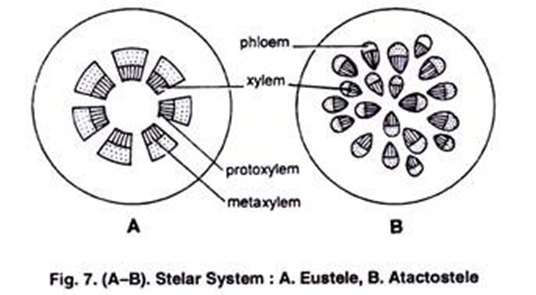 phloem
xylem
protoxylem
metaxylem
A
B
Fig. 7. (A–B). Stelar System : A. Eustele, B. Atactostele